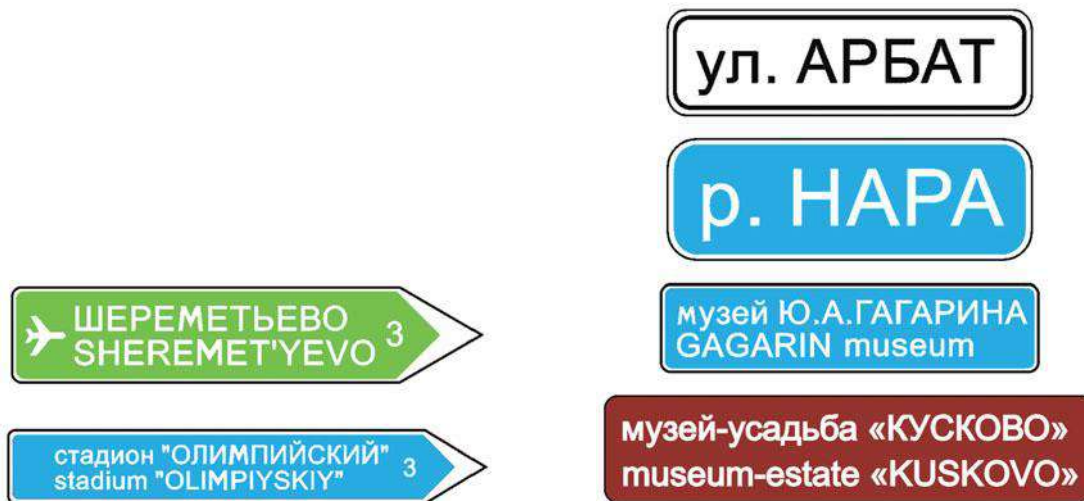 ул. АРБАТ
р. НАРА
ШЕРЕМЕТЬЕВО
SHEREMET'YEVO 3
музей Ю.А.ГАГАРИНА
GAGARIN museum
стадион "ОЛИМПИЙСКИЙ"
stadium "OLIMPIYSKIY" 3
музей-усадьба «КУСКОВО»
museum-estate «KUSKOVO»